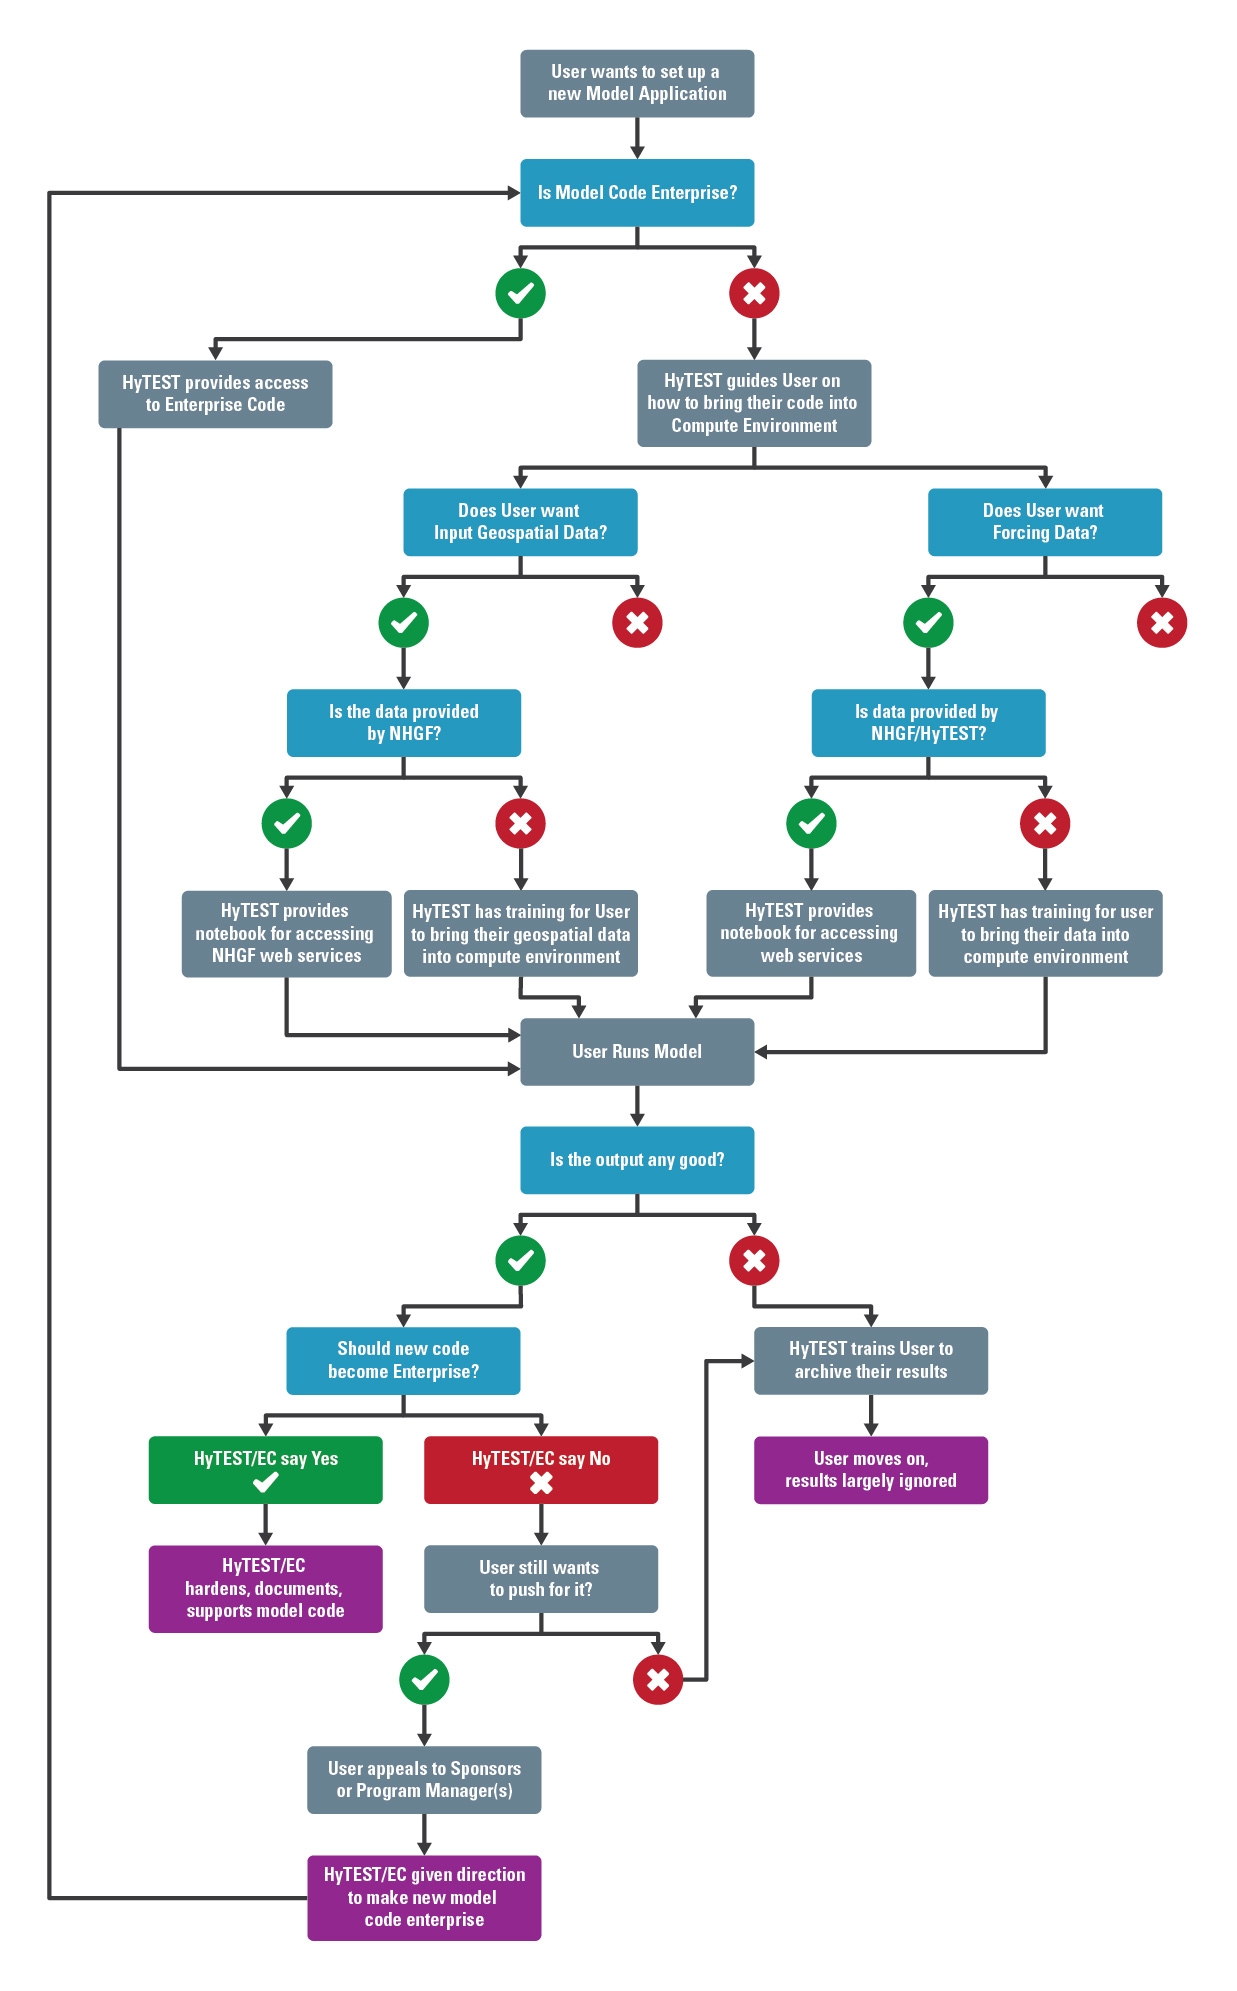 User wants to set up a
new Model Application
Is Model Code Enterprise?
HyTEST provides access
to Enterprise Code
HyTEST guides User on
how to bring their code into
Compute Environment
Does User want
Input Geospatial Data?
Does User want
Forcing Data?
Is the data provided
by NHGF?
Is data provided by
NHGF/HyTEST?
HyTEST provides
notebook for accessing
NHGF web services
HyTEST has training for User
to bring their geospatial data
into compute environment
HyTEST provides
notebook for accessing
web services
HyTEST has training for user
to bring their data into
compute environment
User Runs Model
Is the output any good?
Should new code
become Enterprise?
HyTEST trains User to
archive their results
HyTEST/EC say Yes
HyTEST/EC say No
User moves on,
results largely ignored
HyTEST/EC
hardens, documents,
supports model code
User still wants
to push for it?
User appeals to Sponsors
or Program Manager(s)
HyTEST/EC given direction
to make new model
code enterprise